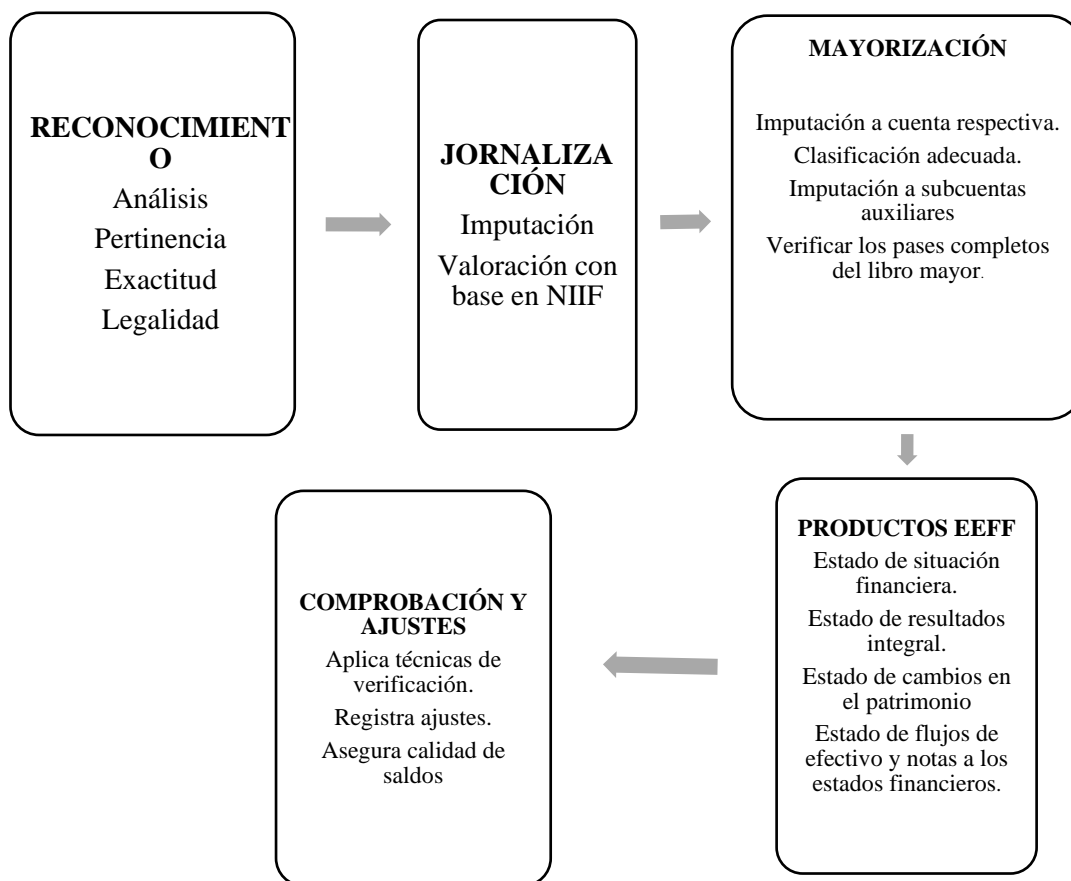 RECONOCIMIENT
O
Análisis
Pertinencia
Exactitud
Legalidad
JORNALIZA
CIÓN
Imputación
Valoración con
base en NIIF
MAYORIZACIÓN
Imputación a cuenta respectiva.
Clasificación adecuada.
Imputación a subcuentas
auxiliares
Verificar los pases completos
del libro mayor.
PRODUCTOS EEFF
Estado de situación
financiera.
Estado de resultados
integral.
Estado de cambios en
el patrimonio
Estado de flujos de
efectivo y notas a los
estados financieros.
COMPROBACIÓN Y
AJUSTES
Aplica técnicas de
verificación.
Registra ajustes.
Asegura calidad de
saldos